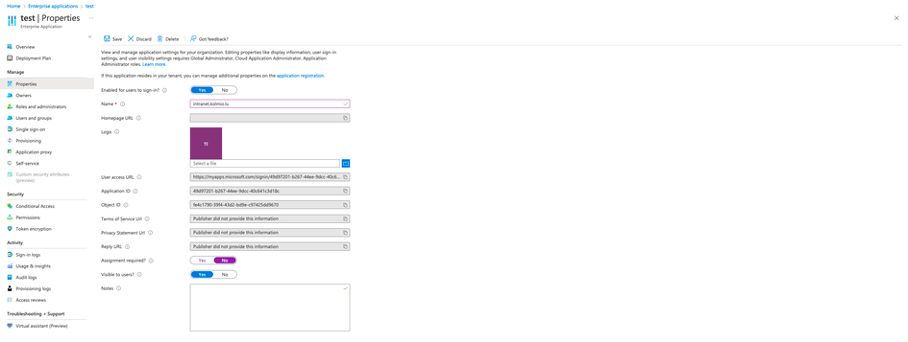 Home > Enterprise applications > test
test | Properties ...
Enterprise Application
Overview
Deployment Plan
Manage
Properties
Owners
Roles and administrators
Users and groups
Single sign-on
Provisioning
Application proxy
Self-service
Custom security attributes
(preview)
Security
Conditional Access
Permissions
Token encryption
Activity
Sign-in logs
Usage & insights
Audit logs
Provisioning logs
Access reviews
Troubleshooting + Support
Virtual assistant (Preview)
Save Discard Delete Got feedback?
View and manage application settings for your organization. Editing properties like display information, user sign-in
settings, and user visibility settings requires Global Administrator, Cloud Application Administrator, Application
Administrator roles. Learn more.
If this application resides in your tenant, you can manage additional properties on the application registration.
Enabled for users to sign-in? Yes No
Name *
Homepage URL
Logo
Select a file
User access URL https://myapps.microsoft.com/signin/49d97201-b267-44ee-9dcc-40c6...
Application ID 49d97201-b267-44ee-9dcc-40c641c3d18c
Object ID fe4c1790-39f4-43d2-bd9e-c97425dd9670
Terms of Service Url Publisher did not provide this information
Privacy Statement Url Publisher did not provide this information
Reply URL Publisher did not provide this information
Assignment required? Yes No
Visible to users? Yes No
Notes